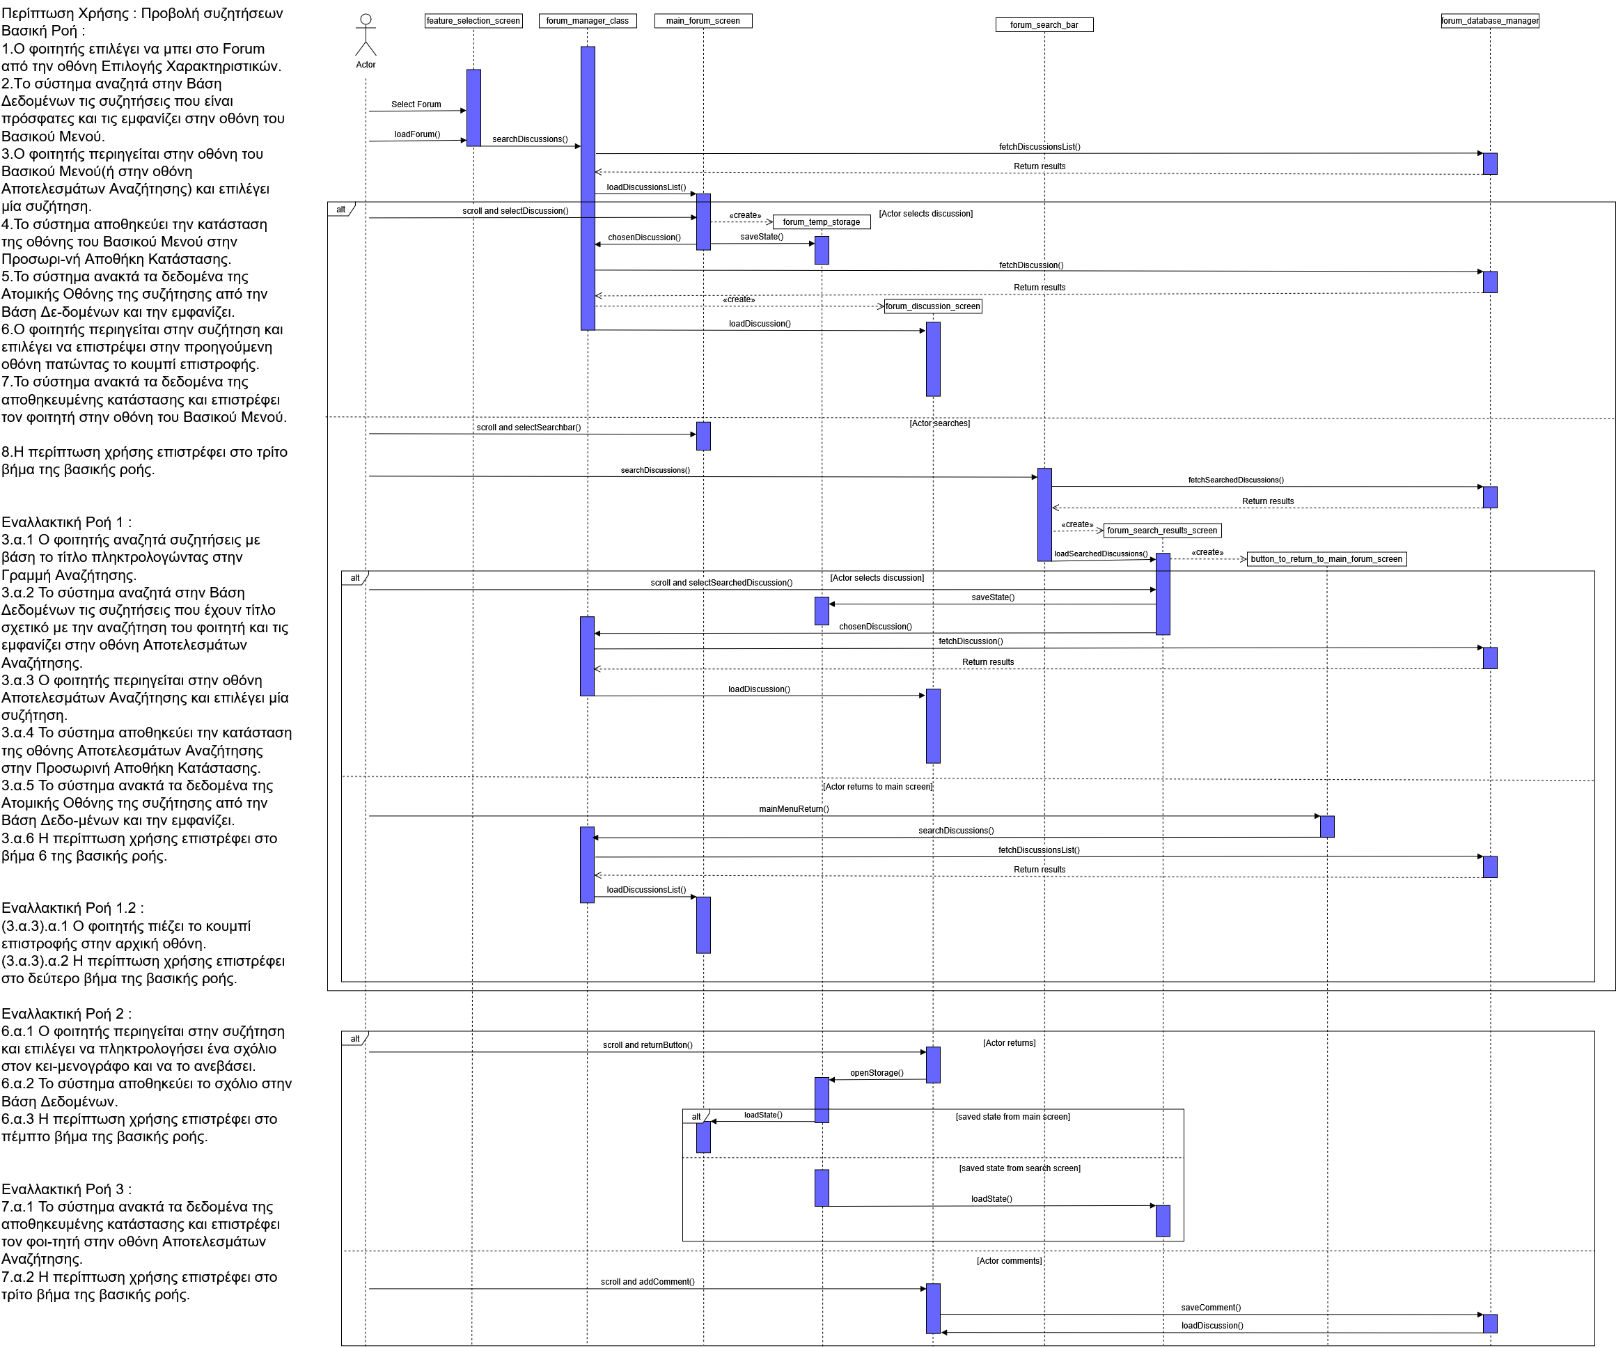 Περίπτωση Χρήσης : Προβολή συζητήσεων
Βασική Ροή :
1.Ο φοιτητής επιλέγει να μπει στο Forum
από την οθόνη Επιλογής Χαρακτηριστικών.
2.Το σύστημα αναζητά στην Βάση
Δεδομένων τις συζητήσεις που είναι
πρόσφατες και τις εμφανίζει στην οθόνη του
Βασικού Μενού.
3.Ο φοιτητής περιηγείται στην οθόνη του
Βασικού Μενού(ή στην οθόνη
Αποτελεσμάτων Αναζήτησης) και επιλέγει
μία συζήτηση.
4.Το σύστημα αποθηκεύει την κατάσταση
της οθόνης του Βασικού Μενού στην
Προσωρι-νή Αποθήκη Κατάστασης.
5.Το σύστημα ανακτά τα δεδομένα της
Ατομικής Οθόνης της συζήτησης από την
Βάση Δε-δομένων και την εμφανίζει.
6.Ο φοιτητής περιηγείται στην συζήτηση και
επιλέγει να επιστρέψει στην προηγούμενη
οθόνη πατώντας το κουμπί επιστροφής.
7.Το σύστημα ανακτά τα δεδομένα της
αποθηκευμένης κατάστασης και επιστρέφει
τον φοιτητή στην οθόνη του Βασικού Μενού.
8.Η περίπτωση χρήσης επιστρέφει στο τρίτο
βήμα της βασικής ροής.
Εναλλακτική Ροή 1 :
3.α.1 Ο φοιτητής αναζητά συζητήσεις με
βάση το τίτλο πληκτρολογώντας στην
Γραμμή Αναζήτησης.
3.α.2 Το σύστημα αναζητά στην Βάση
Δεδομένων τις συζητήσεις που έχουν τίτλο
σχετικό με την αναζήτηση του φοιτητή και τις
εμφανίζει στην οθόνη Αποτελεσμάτων
Αναζήτησης.
3.α.3 Ο φοιτητής περιηγείται στην οθόνη
Αποτελεσμάτων Αναζήτησης και επιλέγει μία
συζήτηση.
3.α.4 Το σύστημα αποθηκεύει την κατάσταση
της οθόνης Αποτελεσμάτων Αναζήτησης
στην Προσωρινή Αποθήκη Κατάστασης.
3.α.5 Το σύστημα ανακτά τα δεδομένα της
Ατομικής Οθόνης της συζήτησης από την
Βάση Δεδο-μένων και την εμφανίζει.
3.α.6 Η περίπτωση χρήσης επιστρέφει στο
βήμα 6 της βασικής ροής.
Εναλλακτική Ροή 1.2 :
(3.α.3).α.1 Ο φοιτητής πιέζει το κουμπί
επιστροφής στην αρχική οθόνη.
(3.α.3).α.2 Η περίπτωση χρήσης επιστρέφει
στο δεύτερο βήμα της βασικής ροής.
Εναλλακτική Ροή 2 :
6.α.1 Ο φοιτητής περιηγείται στην συζήτηση
και επιλέγει να πληκτρολογήσει ένα σχόλιο
στον κει-μενογράφο και να το ανεβάσει.
6.α.2 Το σύστημα αποθηκεύει το σχόλιο στην
Βάση Δεδομένων.
6.α.3 Η περίπτωση χρήσης επιστρέφει στο
πέμπτο βήμα της βασικής ροής.
Εναλλακτική Ροή 3 :
7.α.1 Το σύστημα ανακτά τα δεδομένα της
αποθηκευμένης κατάστασης και επιστρέφει
τον φοι-τητή στην οθόνη Αποτελεσμάτων
Αναζήτησης.
7.α.2 Η περίπτωση χρήσης επιστρέφει στο
τρίτο βήμα της βασικής ροής.
Actor
feature_selection_screen
forum_manager_class
main_forum_screen
forum_search_bar
forum_database_manager
Select Forum
loadForum()
searchDiscussions()
fetchDiscussionsList()
Return results
loadDiscussionsList()
alt
scroll and selectDiscussion()
«create»
[Actor selects discussion]
forum_temp_storage
chosenDiscussion()
saveState()
fetchDiscussion()
Return results
«create»
forum_discussion_screen
loadDiscussion()
[Actor searches]
scroll and selectSearchbar()
searchDiscussions()
fetchSearchedDiscussions()
Return results
«create»
forum_search_results_screen
loadSearchedDiscussions()
«create»
button_to_return_to_main_forum_screen
alt
[Actor selects discussion]
scroll and selectSearchedDiscussion()
saveState()
chosenDiscussion()
fetchDiscussion()
Return results
loadDiscussion()
[Actor returns to main screen]
mainMenuReturn()
searchDiscussions()
fetchDiscussionsList()
Return results
loadDiscussionsList()
alt
[Actor returns]
scroll and returnButton()
openStorage()
alt
loadState()
[saved state from main screen]
[saved state from search screen]
loadState()
[Actor comments]
scroll and addComment()
saveComment()
loadDiscussion()